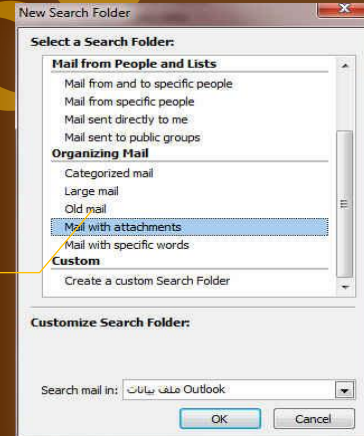 New Search Folder
Select a Search Folder:
Mail from People and Lists
Mail from and to specific people
Mail from specific people
Mail sent directly to me
Mail sent to public groups
Organizing Mail
Categorized mail
Large mail
Old mail
Mail with attachments
Mail with specific words
Custom
Create a custom Search Folder
Customize Search Folder:
Search mail in: ملف بيانات Outlook
OK Cancel